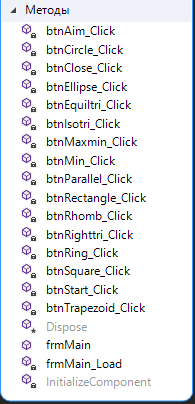 Методы
btnAim_Click
btnCircle_Click
btnClose_Click
btnEllipse_Click
btnEquiltri_Click
btnIsotri_Click
btnMaxmin_Click
btnMin_Click
btnParallel_Click
btnRectangle_Click
btnRhomb_Click
btnRighttri_Click
btnRing_Click
btnSquare_Click
btnStart_Click
btnTrapezoid_Click
Dispose
frmMain
frmMain_Load
InitializeComponent